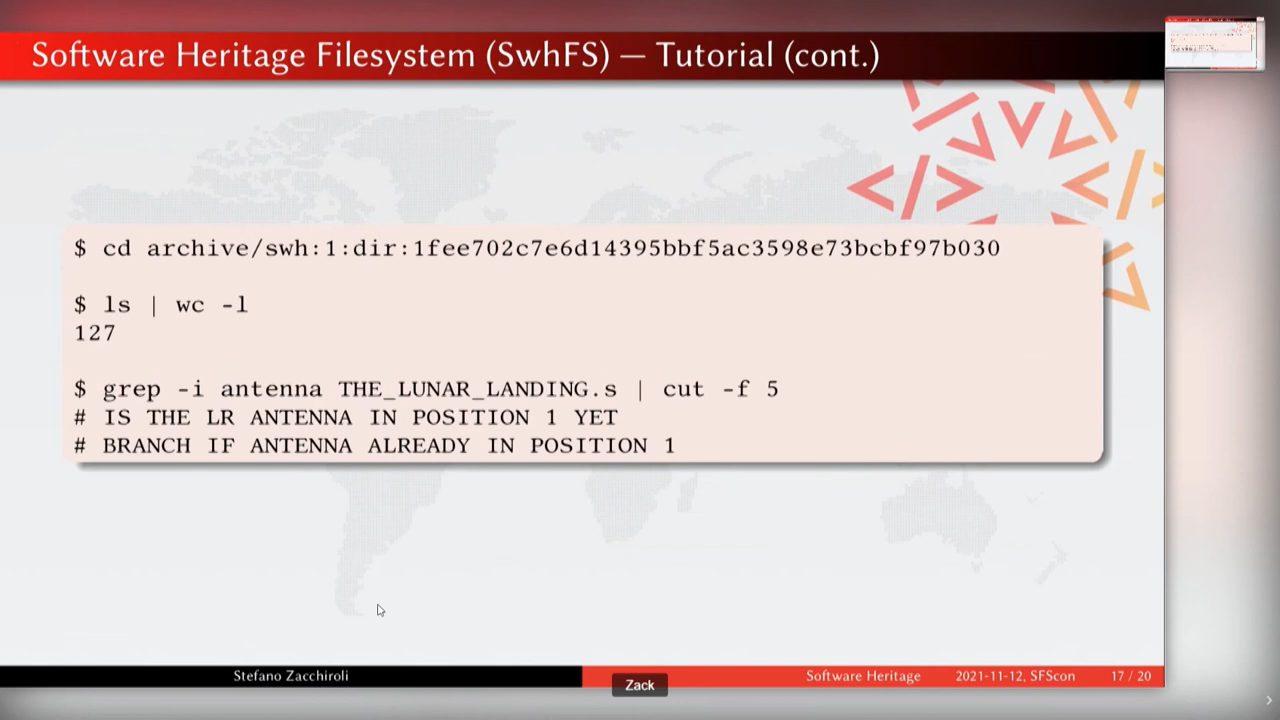 Software Heritage Filesystem (SwhFS) — Tutorial (cont.)
$ cd archive/swh:1:dir:1fee702c7e6d14395bbf5ac3598e73bcbf97b030
$ ls | wc -l
127
$ grep -i antenna THE_LUNAR_LANDING.s | cut -f 5
# IS THE LR ANTENNA IN POSITION 1 YET
# BRANCH IF ANTENNA ALREADY IN POSITION 1
Stefano Zacchiroli
Software Heritage 2021-11-12, SFScon 17 / 20
Zack